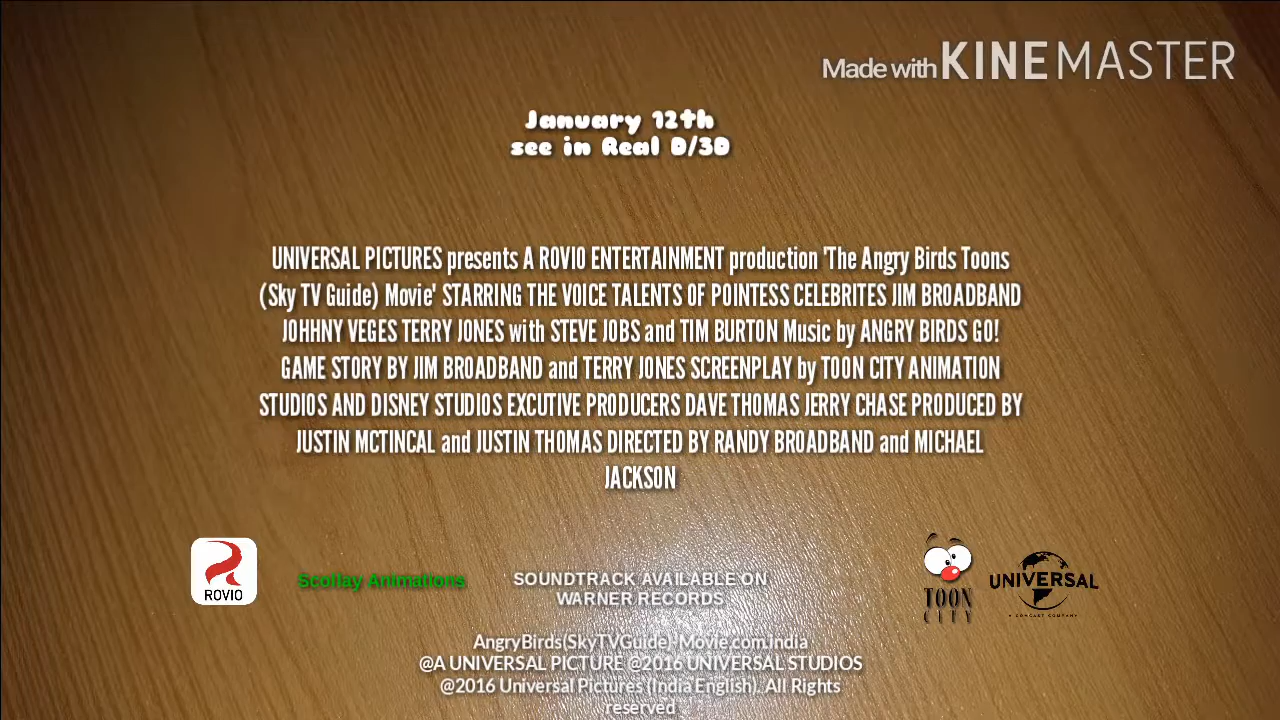 Made with KINEMASTER
January 12th
see in Real D/3D
UNIVERSAL PICTURES presents A ROVIO ENTERTAINMENT production 'The Angry Birds Toons
(Sky TV Guide) Movie' STARRING THE VOICE TALENTS OF POINTESS CELEBRITES JIM BROADBAND
JOHHNY VEGES TERRY JONES with STEVE JOBS and TIM BURTON Music by ANGRY BIRDS GO!
GAME STORY BY JIM BROADBAND and TERRY JONES SCREENPLAY by TOON CITY ANIMATION
STUDIOS AND DISNEY STUDIOS EXCUTIVE PRODUCERS DAVE THOMAS JERRY CHASE PRODUCED BY
JUSTIN MCTINCAL and JUSTIN THOMAS DIRECTED BY RANDY BROADBAND and MICHAEL
JACKSON
ROVIO
Scollay Animations
SOUNDTRACK AVAILABLE ON
WARNER RECORDS
TOON
CITY
UNIVERSAL
A COMCAST COMPANY
AngryBirds(SkyTVGuide) Movie.com.india
@A UNIVERSAL PICTURE @2016 UNIVERSAL STUDIOS
@2016 Universal Pictures (India English). All Rights
reserved